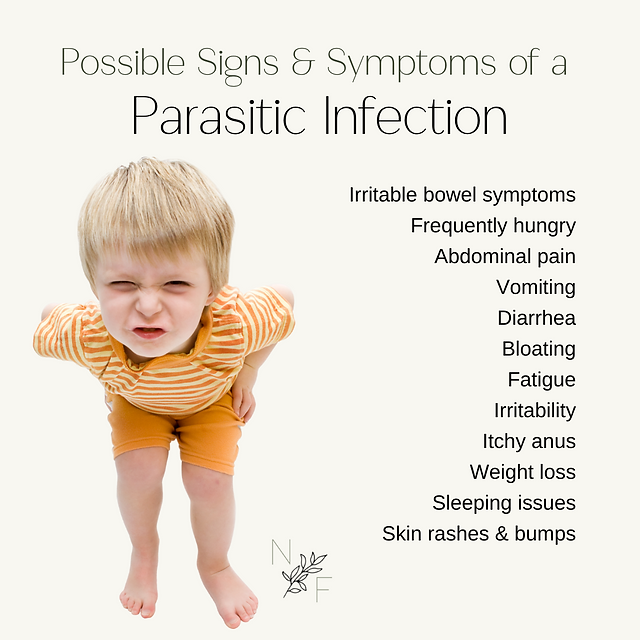 Possible Signs & Symptoms of a
Parasitic Infection
Irritable bowel symptoms
Frequently hungry
Abdominal pain
Vomiting
Diarrhea
Bloating
Fatigue
Irritability
Itchy anus
Weight loss
Sleeping issues
Skin rashes & bumps
N
F